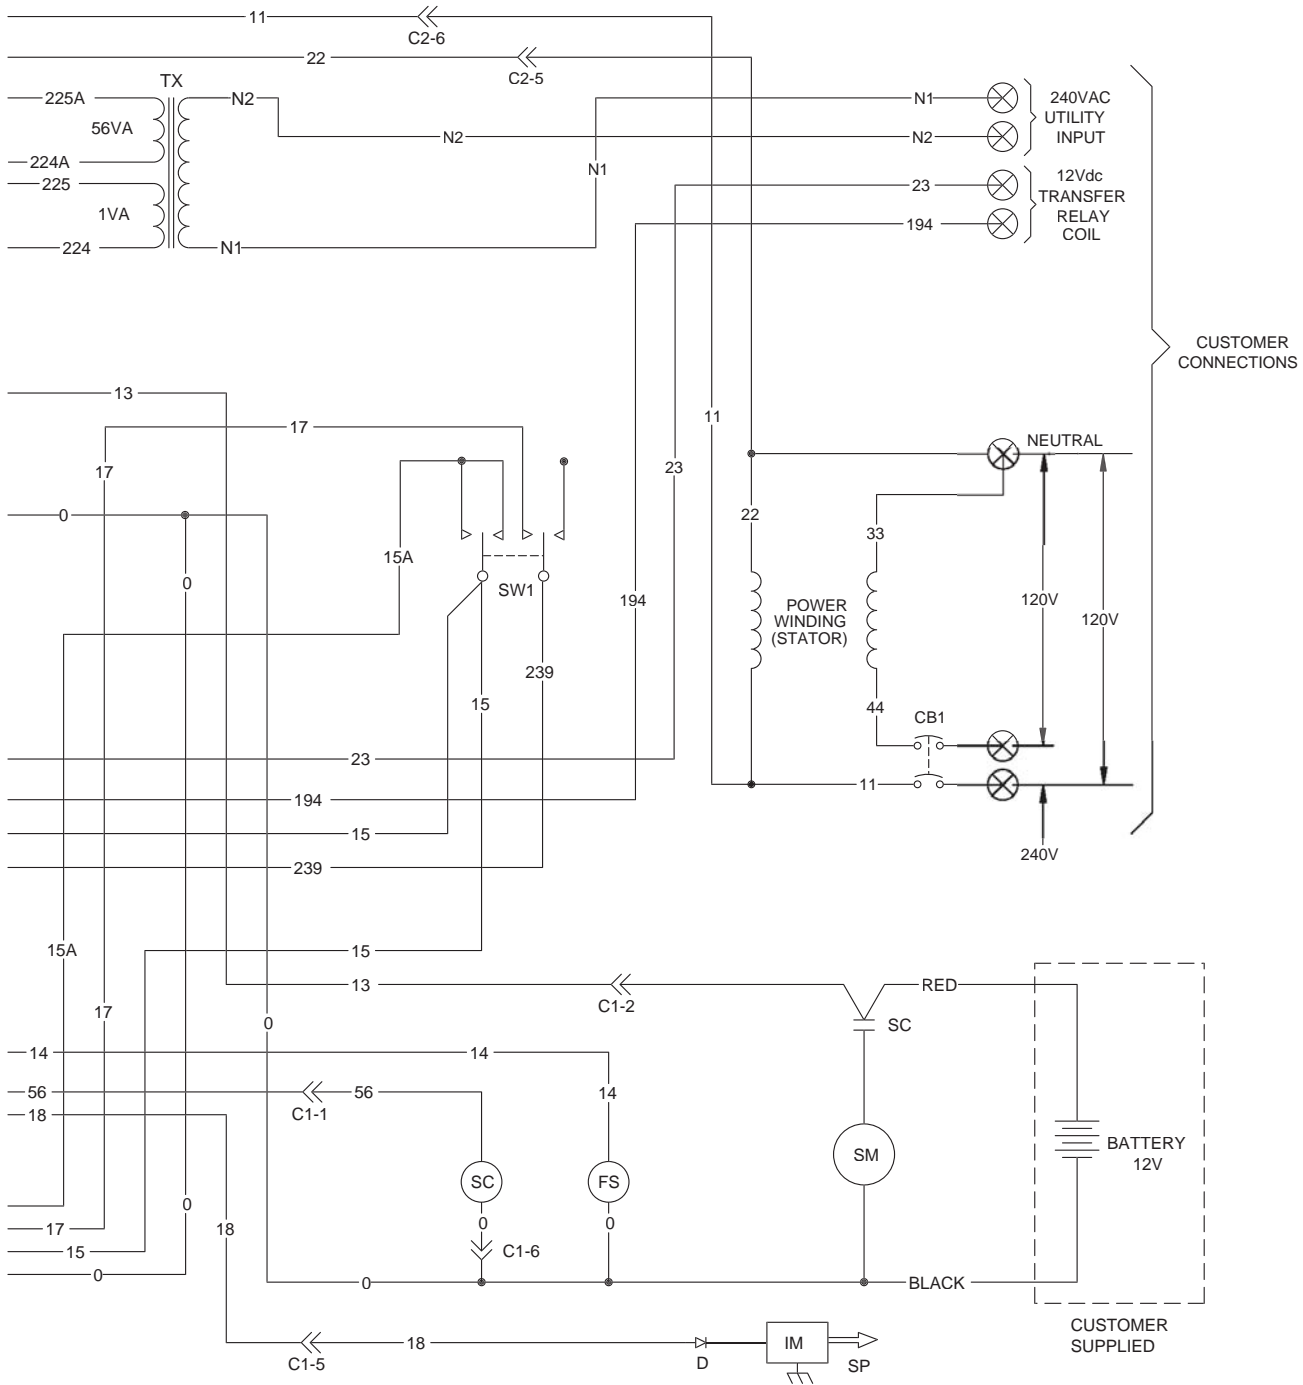 11
C2-6
22
C2-5
TX
225A
N2
N1
240VAC
UTILITY
INPUT
56VA
N2
N2
224A
N1
225
23
12Vdc
TRANSFER
RELAY
COIL
1VA
194
224
N1
CUSTOMER
CONNECTIONS
13
11
17
NEUTRAL
17
23
0
22
33
15A
0
SW1
194
POWER
WINDING
(STATOR)
120V
120V
239
15
44
CB1
23
11
194
15
240V
239
15A
15
13
RED
C1-2
17
0
SC
14
14
56
56
14
C1-1
18
SM
BATTERY
12V
SC
FS
0
18
0
0
17
15
C1-6
0
0
BLACK
CUSTOMER
SUPPLIED
18
IM
C1-5
D
SP